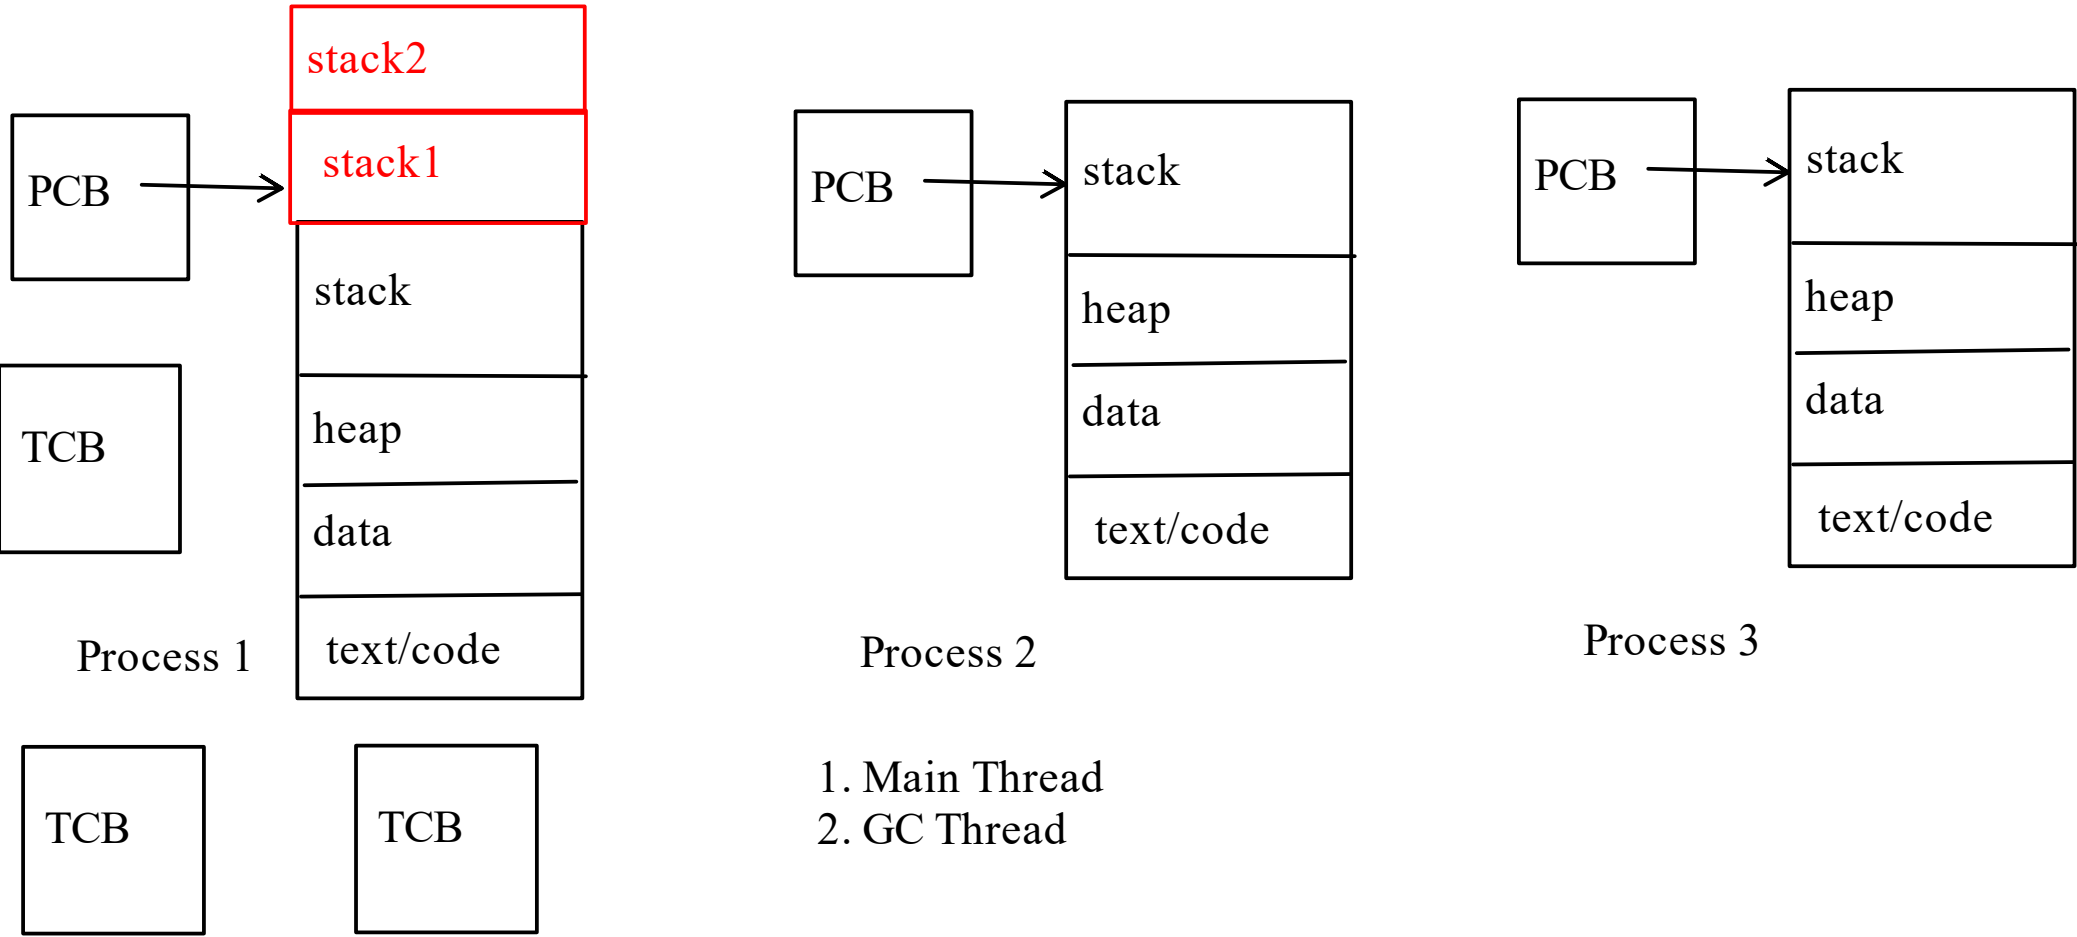 stack2
stack1
PCB
stack
heap
data
text/code
TCB
Process 1
TCB
TCB
PCB
stack
heap
data
text/code
Process 2
1. Main Thread
2. GC Thread
PCB
stack
heap
data
text/code
Process 3